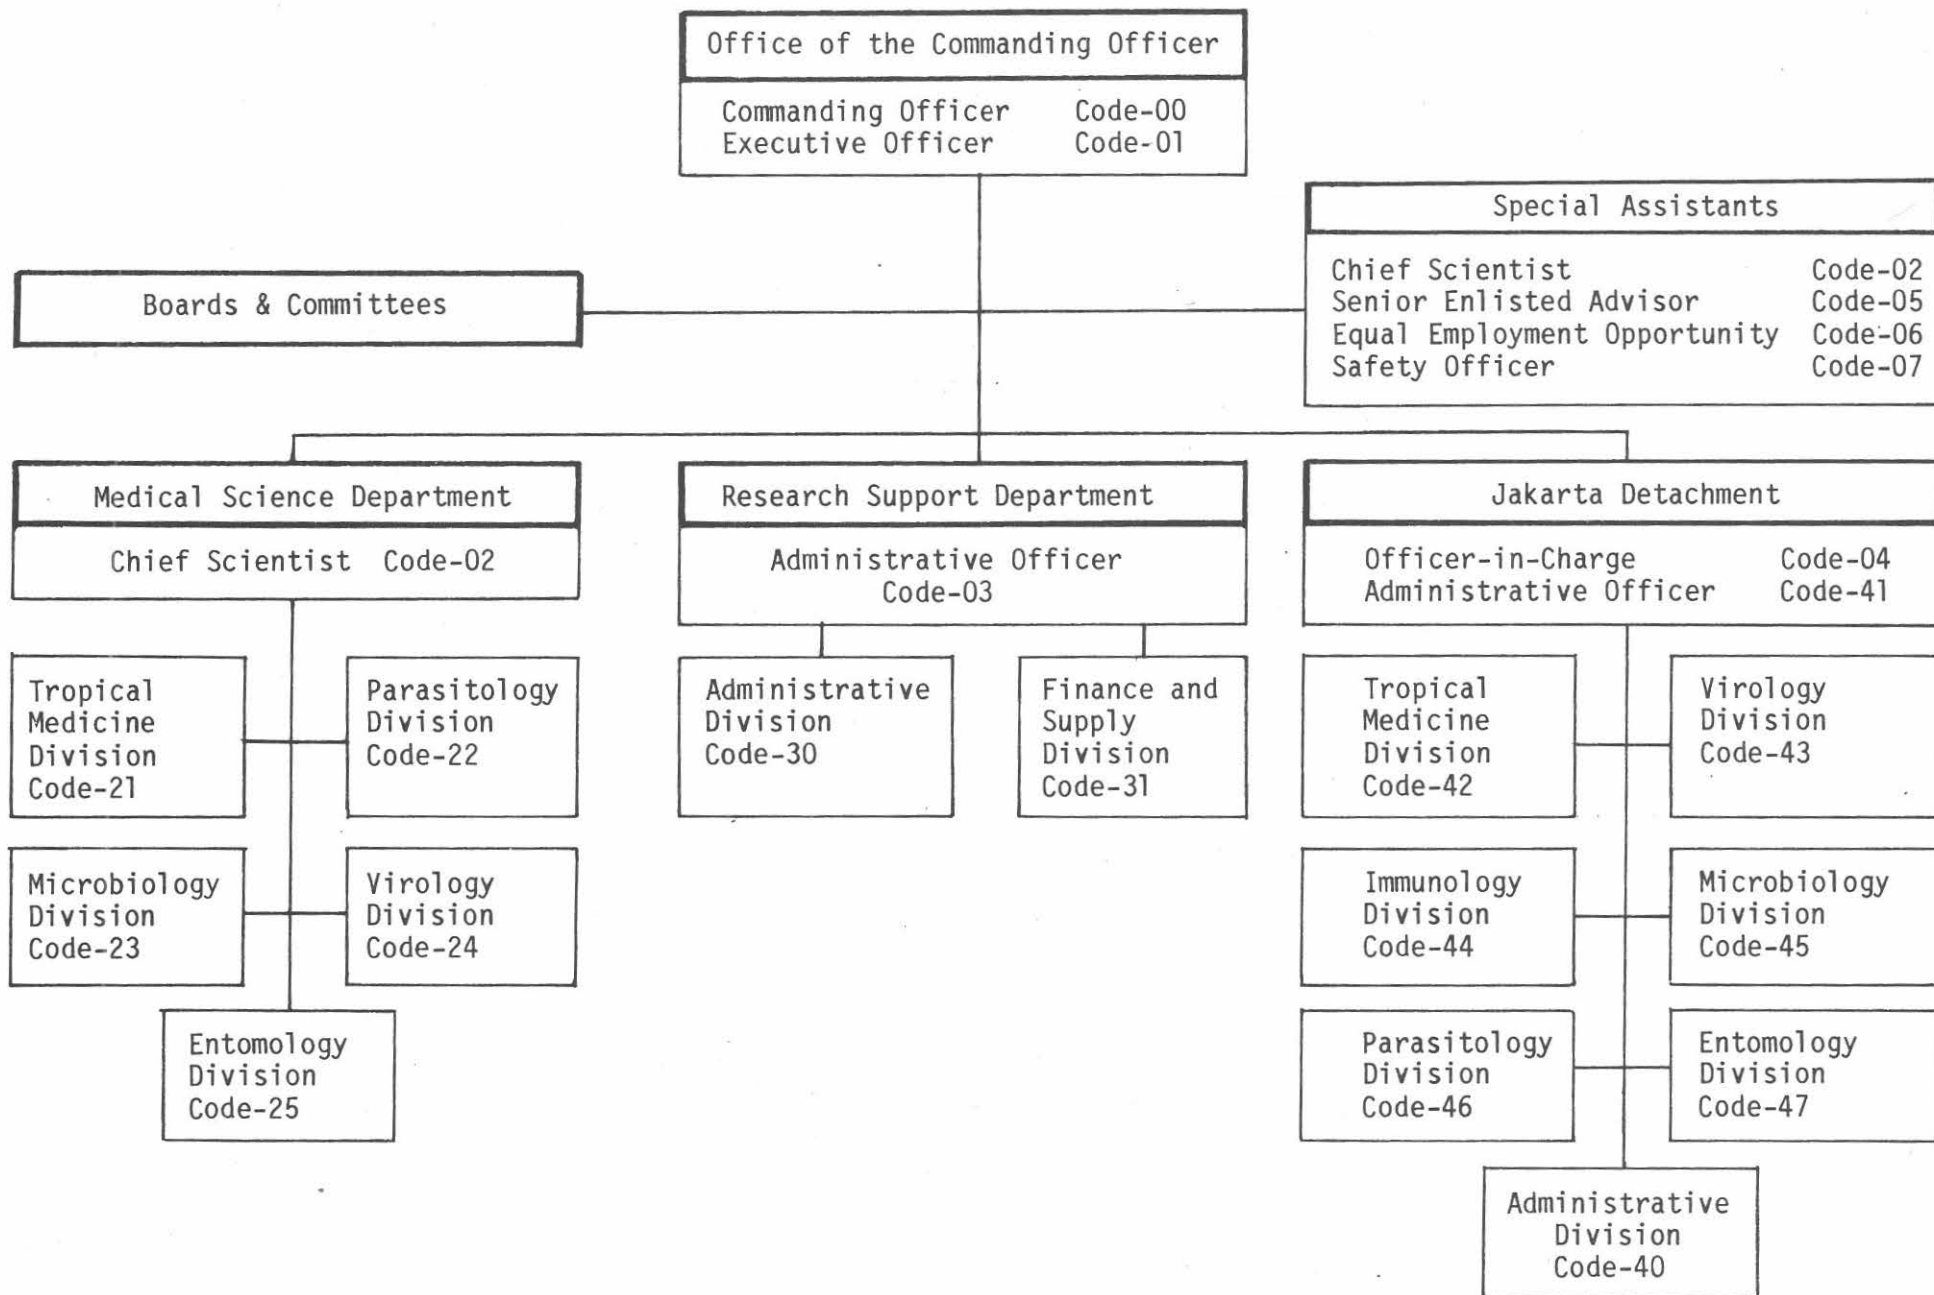 Office of the Commanding Officer
Commanding Officer Code-00
Executive Officer Code-01
Special Assistants
Chief Scientist Code-02
Senior Enlisted Advisor Code-05
Equal Employment Opportunity Code-06
Safety Officer Code-07
Boards & Committees
Medical Science Department
Chief Scientist Code-02
Tropical
Medicine
Division
Code-21
Parasitology
Division
Code-22
Microbiology
Division
Code-23
Virology
Division
Code-24
Entomology
Division
Code-25
Research Support Department
Administrative Officer
Code-03
Administrative
Division
Code-30
Finance and
Supply
Division
Code-31
Jakarta Detachment
Officer-in-Charge Code-04
Administrative Officer Code-41
Tropical
Medicine
Division
Code-42
Virology
Division
Code-43
Immunology
Division
Code-44
Microbiology
Division
Code-45
Parasitology
Division
Code-46
Entomology
Division
Code-47
Administrative
Division
Code-40